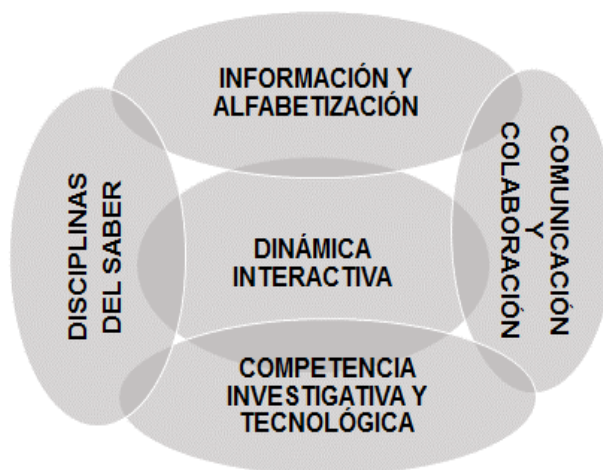 INFORMACIÓN Y
ALFABETIZACIÓN
DISCIPLINAS
DEL SABER
DINÁMICA
INTERACTIVA
COMUNICACIÓN
Y
COLABORACIÓN
COMPETENCIA
INVESTIGATIVA Y
TECNOLÓGICA